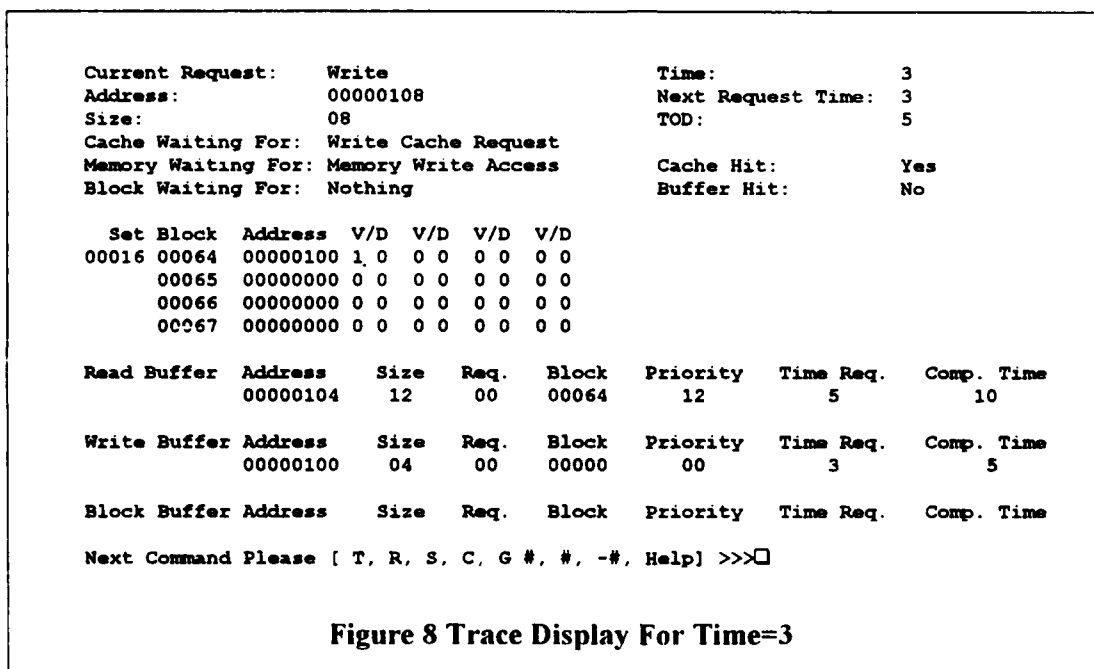 Current Request: Write Time: 3
Address: 00000108 Next Request Time: 3
Size: 08 TOD: 5
Cache Waiting For: Write Cache Request
Memory Waiting For: Memory Write Access Cache Hit: Yes
Block Waiting For: Nothing Buffer Hit: No
Set Block Address V/D V/D V/D V/D
00016 00064 00000100 1 0 0 0 0 0 0 0
00065 00000000 0 0 0 0 0 0 0 0
00066 00000000 0 0 0 0 0 0 0 0
00067 00000000 0 0 0 0 0 0 0 0
Read Buffer Address Size Req. Block Priority Time Req. Comp. Time
00000104 12 00 00064 12 5 10
Write Buffer Address Size Req. Block Priority Time Req. Comp. Time
00000100 04 00 00000 00 3 5
Block Buffer Address Size Req. Block Priority Time Req. Comp. Time
Next Command Please [ T, R, S, C, G #, #, -#, Help] >>>
Figure 8 Trace Display For Time=3